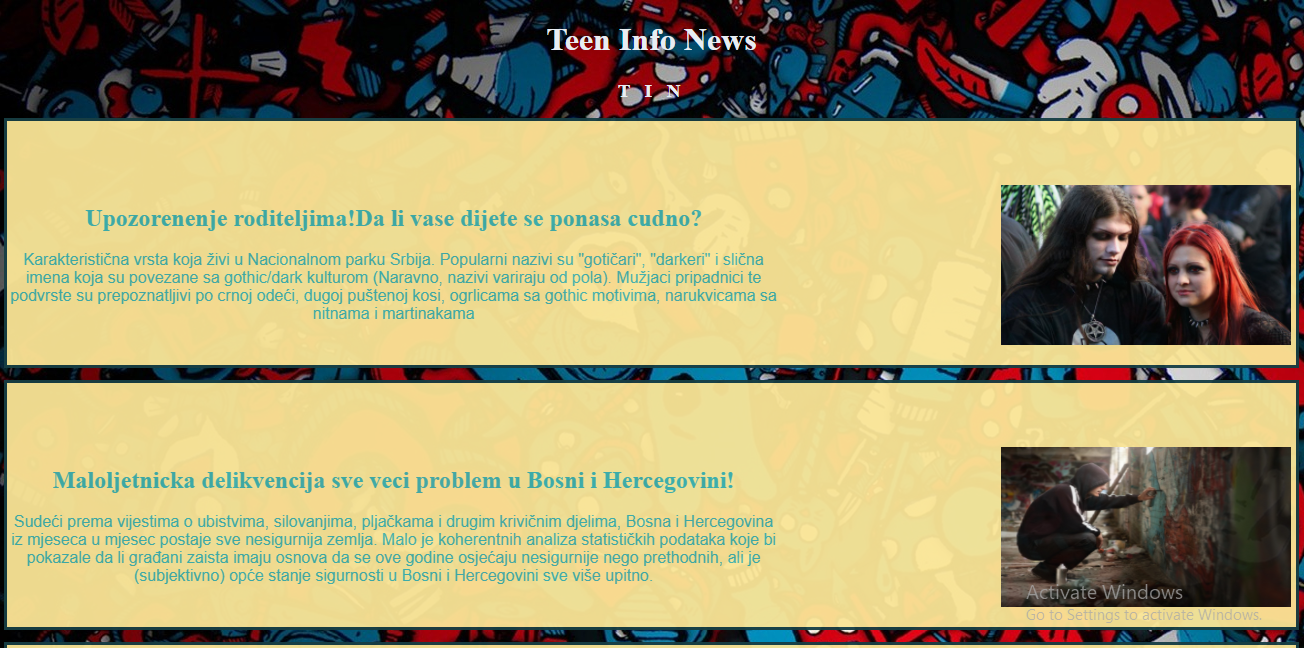 Teen Info News
T I N
Upozorenenje roditeljima!Da li vase dijete se ponasa cudno?
Karakteristična vrsta koja živi u Nacionalnom parku Srbija. Popularni nazivi su "gotičari", "darkeri" i slična
imena koja su povezane sa gothic/dark kulturom (Naravno, nazivi variraju od pola). Mužjaci pripadnici te
podvrste su prepoznatljivi po crnoj odeći, dugoj puštenoj kosi, ogrlicama sa gothic motivima, narukvicama sa
nitnama i martinakama
Maloljetnicka delikvencija sve veci problem u Bosni i Hercegovini!
Sudeći prema vijestima o ubistvima, silovanjima, pljačkama i drugim krivičnim djelima, Bosna i Hercegovina
iz mjeseca u mjesec postaje sve nesigurnija zemlja. Malo je koherentnih analiza statističkih podataka koje bi
pokazale da li građani zaista imaju osnova da se ove godine osjećaju nesigurnije nego prethodnih, ali je
(subjektivno) opće stanje sigurnosti u Bosni i Hercegovini sve više upitno.
Activate Windows
Go to Settings to activate Windows.